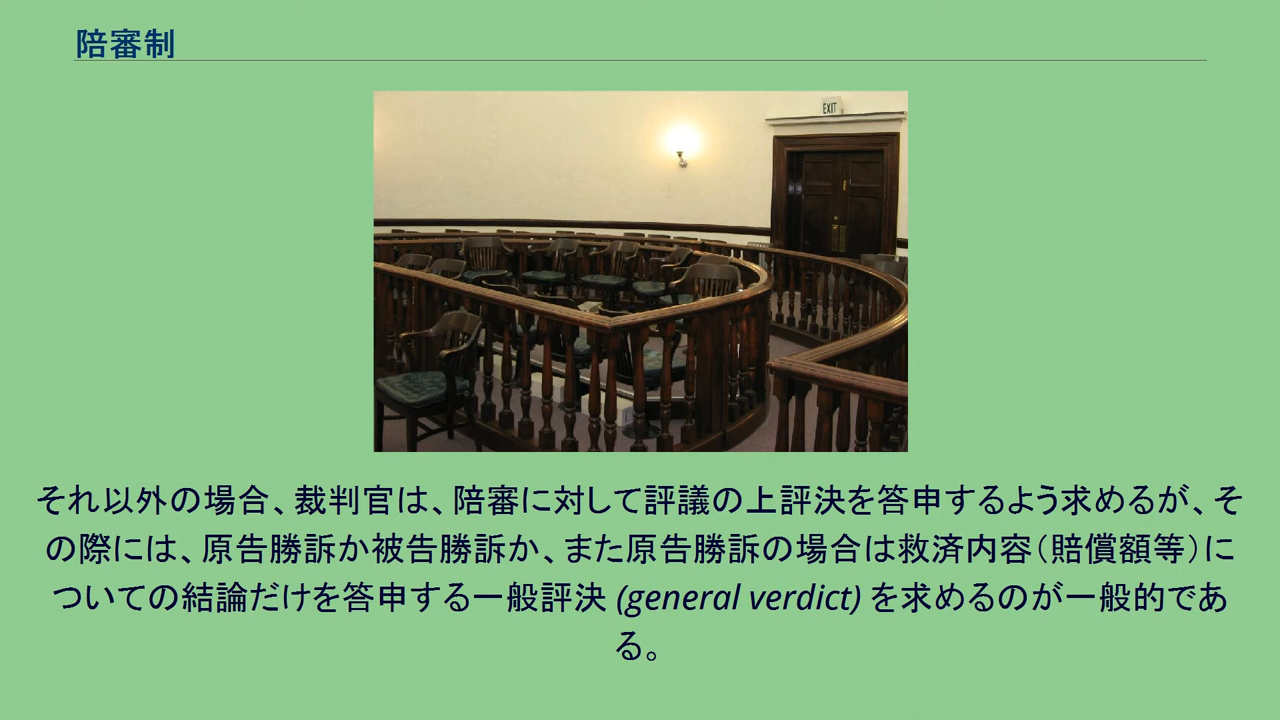 陪審制
EXIT
それ以外の場合、裁判官は、陪審に対して評議の上評決を答申するよう求めるが、そ
の際には、原告勝訴か被告勝訴か、また原告勝訴の場合は救済内容（賠償額等）に
ついての結論だけを答申する一般評決 (general verdict) を求めるのが一般的であ
る。